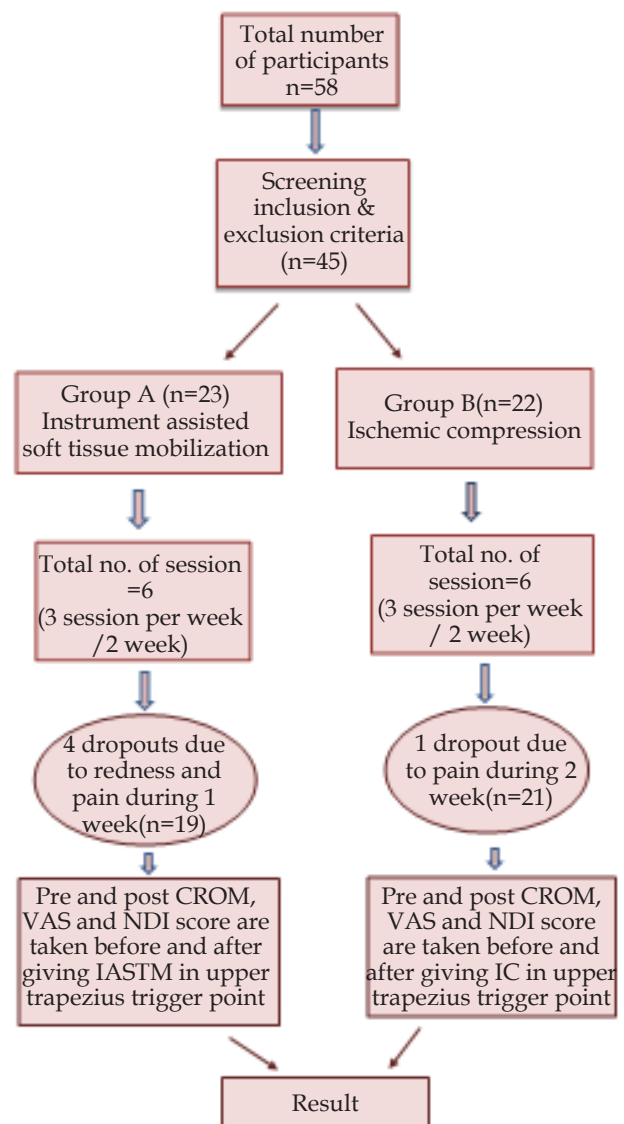 Total number
of participants
n=58
Screening
inclusion &
exclusion criteria
(n=45)
Group A (n=23)
Instrument assisted
soft tissue mobilization
Group B(n=22)
Ischemic compression
Total no. of session
=6
(3 session per week
/2 week)
Total no. of
session=6
(3 session per week
/ 2 week)
4 dropouts due
to redness and
pain during 1
week(n=19)
1 dropout due
to pain during 2
week(n=21)
Pre and post CROM,
VAS and NDI score are
taken before and after
giving IASTM in upper
trapezius trigger point
Pre and post CROM,
VAS and NDI score
are taken before and
after giving IC in upper
trapezius trigger point
Result